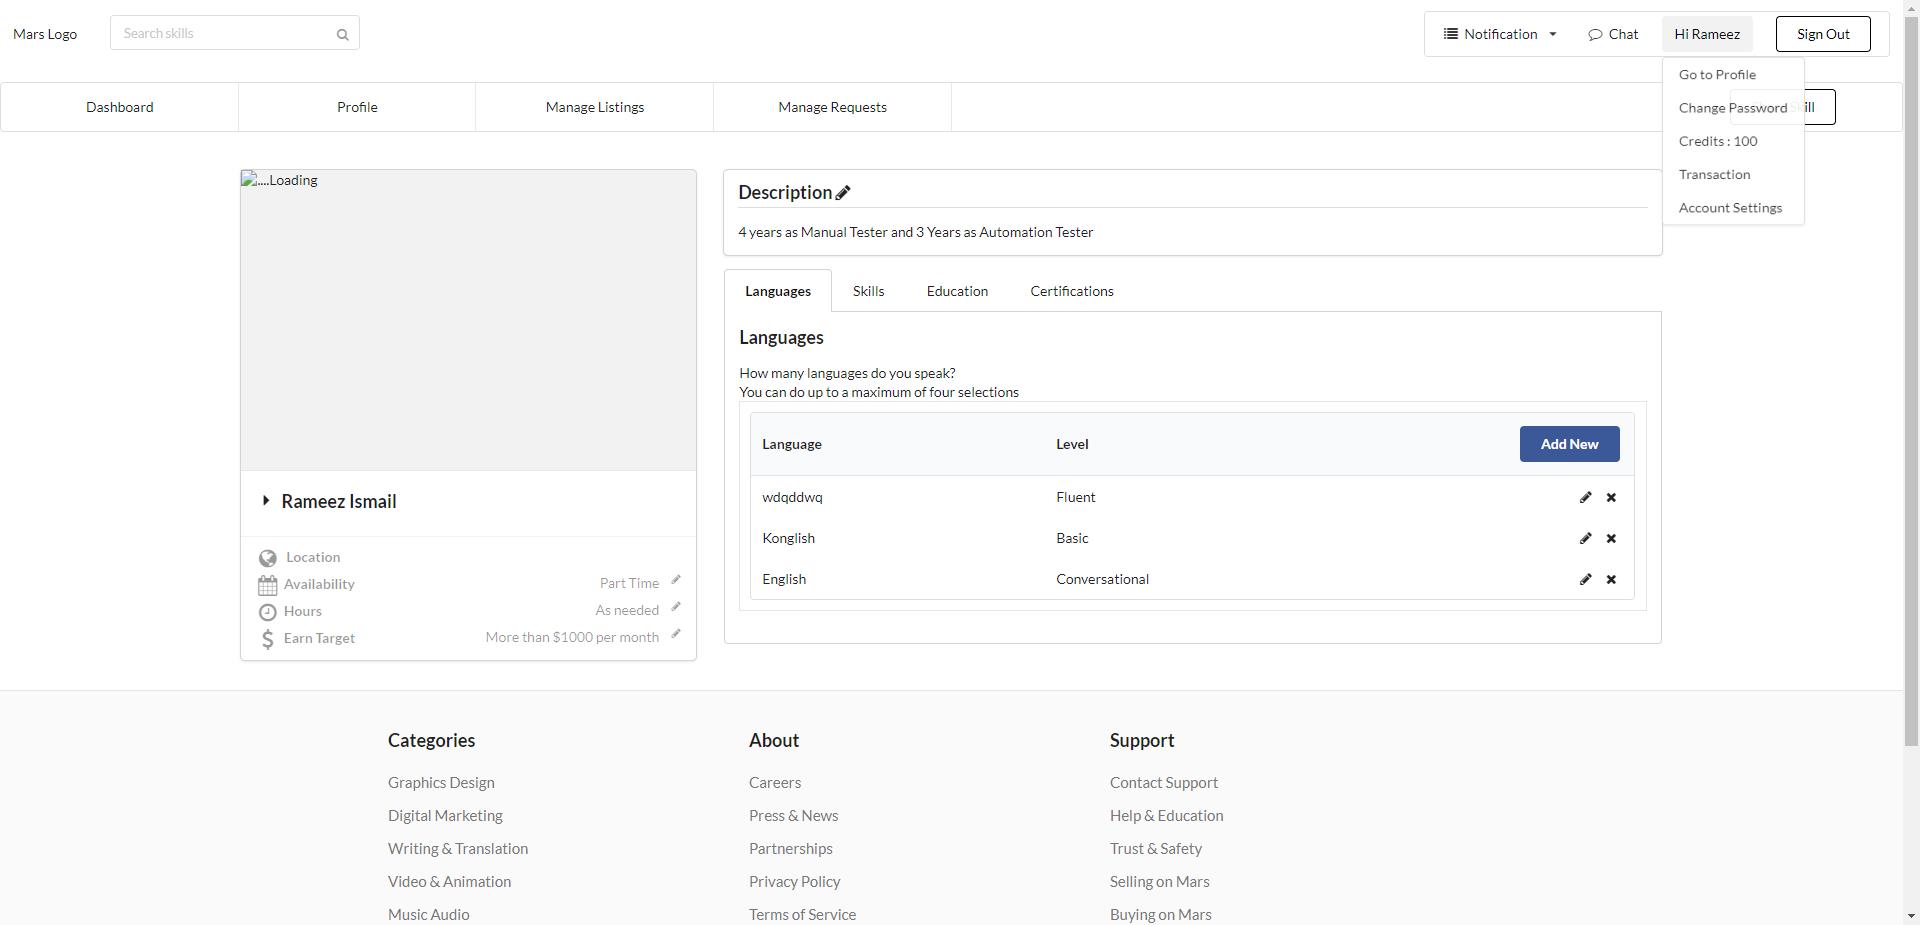 Mars Logo
Search skills
Notification
Chat
Hi Rameez
Sign Out
Go to Profile
Change Password
Credits : 100
Transaction
Account Settings
Dashboard
Profile
Manage Listings
Manage Requests
....Loading
Rameez Ismail
Location
Availability Part Time
Hours As needed
Earn Target More than $1000 per month
Description
4 years as Manual Tester and 3 Years as Automation Tester
Languages Skills Education Certifications
Languages
How many languages do you speak?
You can do up to a maximum of four selections
Language Level Add New
wdqddwq Fluent
Konglish Basic
English Conversational
Categories
Graphics Design
Digital Marketing
Writing & Translation
Video & Animation
Music Audio
About
Careers
Press & News
Partnerships
Privacy Policy
Terms of Service
Support
Contact Support
Help & Education
Trust & Safety
Selling on Mars
Buying on Mars